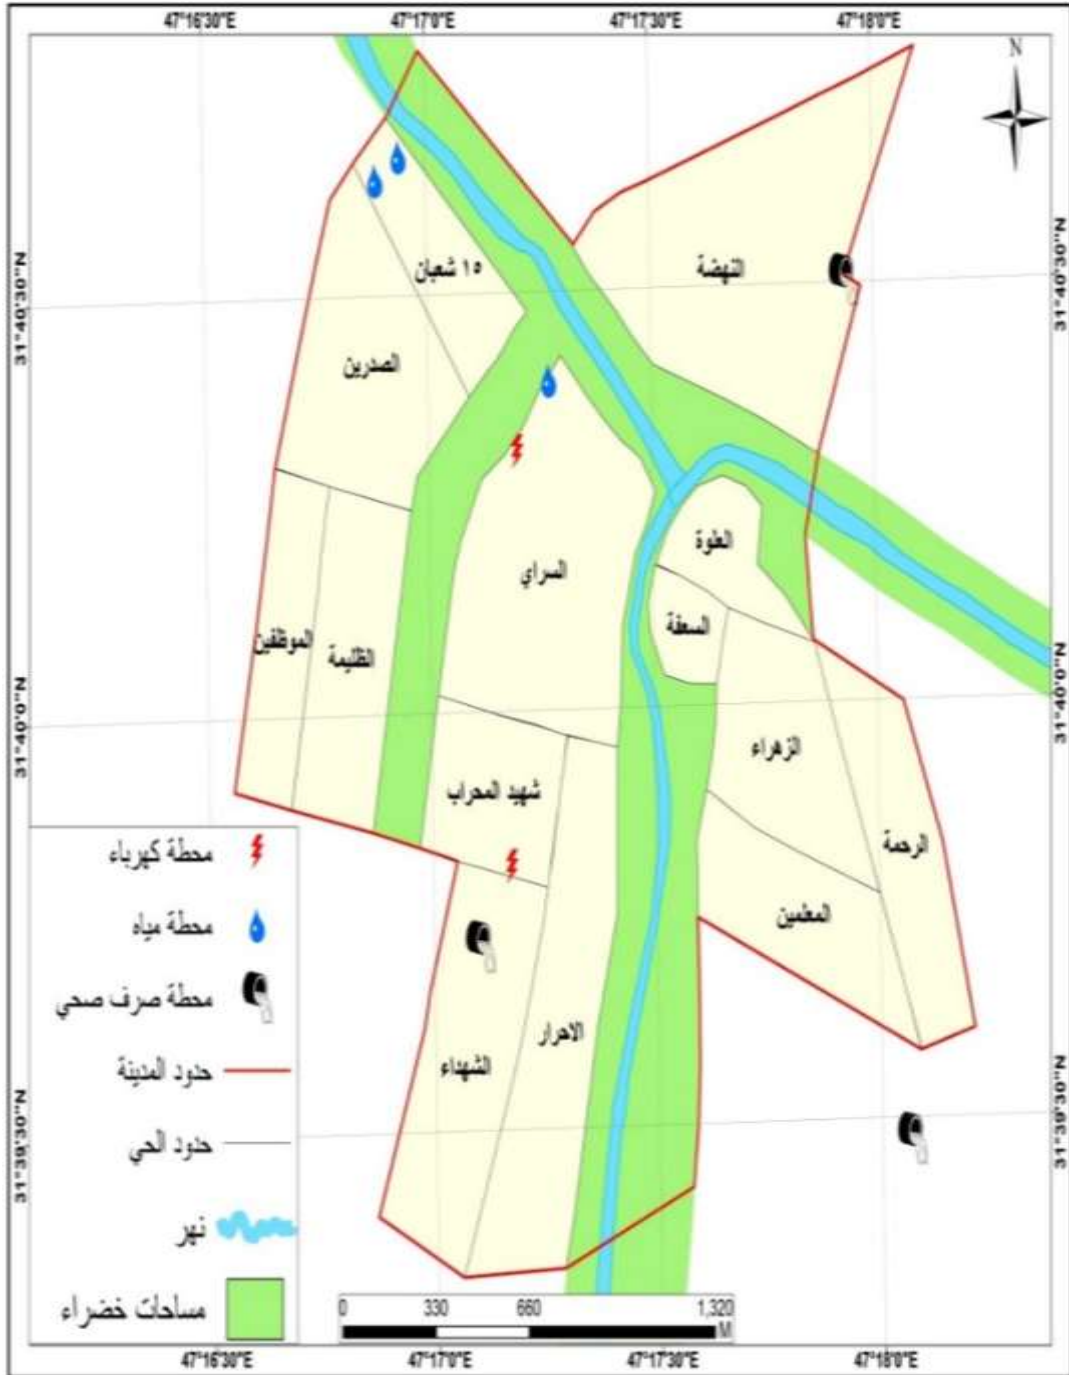 47°16'30"E 47°17'0"E 47°17'30"E 47°18'0"E
N
31°40'30"N
31°40'30"N
١٥ شعبان
النهضة
الصدرين
العلوة
السراي
السعفة
الموظفين
الظليمة
31°40'0"N
31°40'0"N
الزهراء
شهيد المحراب
الرحمة
المعلمين
الاحرار
الشهداء
31°39'30"N
31°39'30"N
محطة كهرباء
محطة مياه
محطة صرف صحي
حدود المدينة
حدود الحي
نهر
مساحات خضراء
0 330 660 1,320
M
47°16'30"E 47°17'0"E 47°17'30"E 47°18'0"E